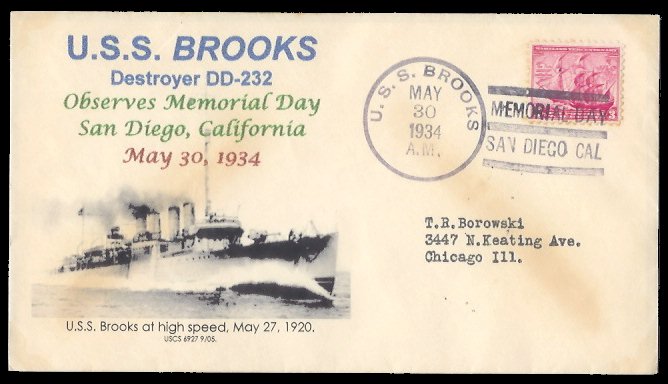 U.S.S. BROOKS
Destroyer DD-232
Observes Memorial Day
San Diego, California
May 30, 1934
U.S.S. BROOKS
MAY
30
1934
A.M.
MEMORIAL DAY
SAN DIEGO CAL
T.R.Borowski
3447 N.Keating Ave.
Chicago Ill.
U.S.S. Brooks at high speed, May 27, 1920.
USCS 6927 9/05.